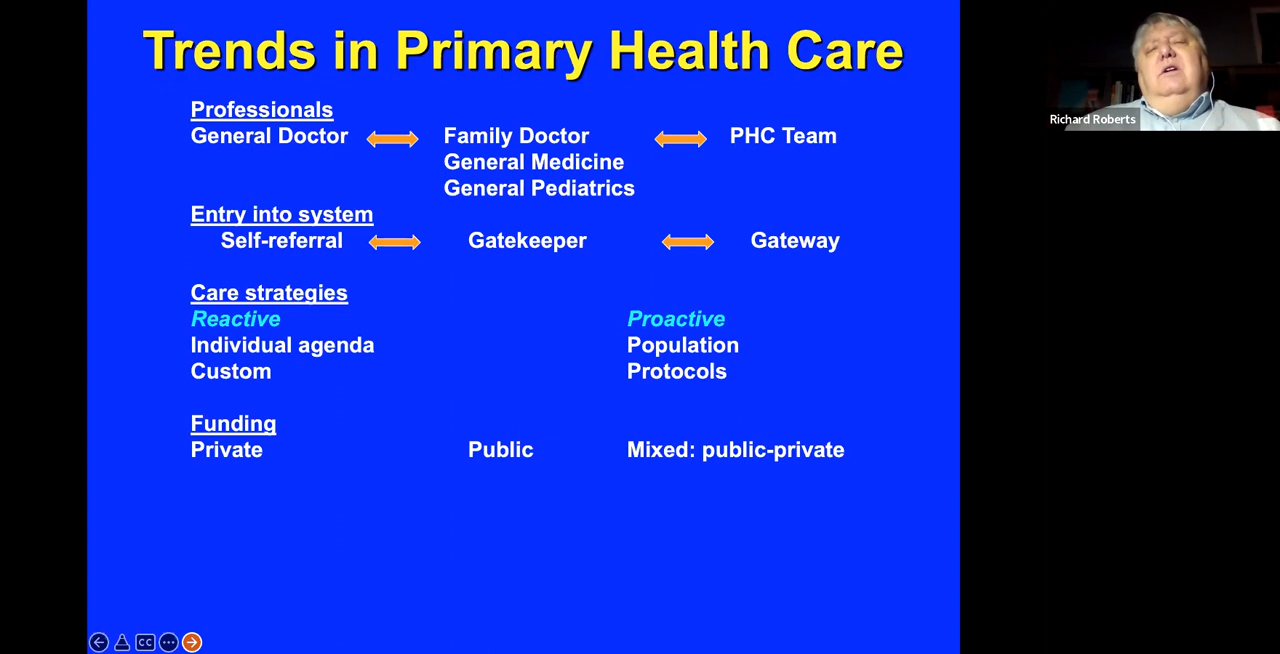 Trends in Primary Health Care
Professionals
General Doctor Family Doctor PHC Team
General Medicine
General Pediatrics
Entry into system
Self-referral Gatekeeper Gateway
Care strategies
Reactive Proactive
Individual agenda Population
Custom Protocols
Funding
Private Public Mixed: public-private
Richard Roberts
CC